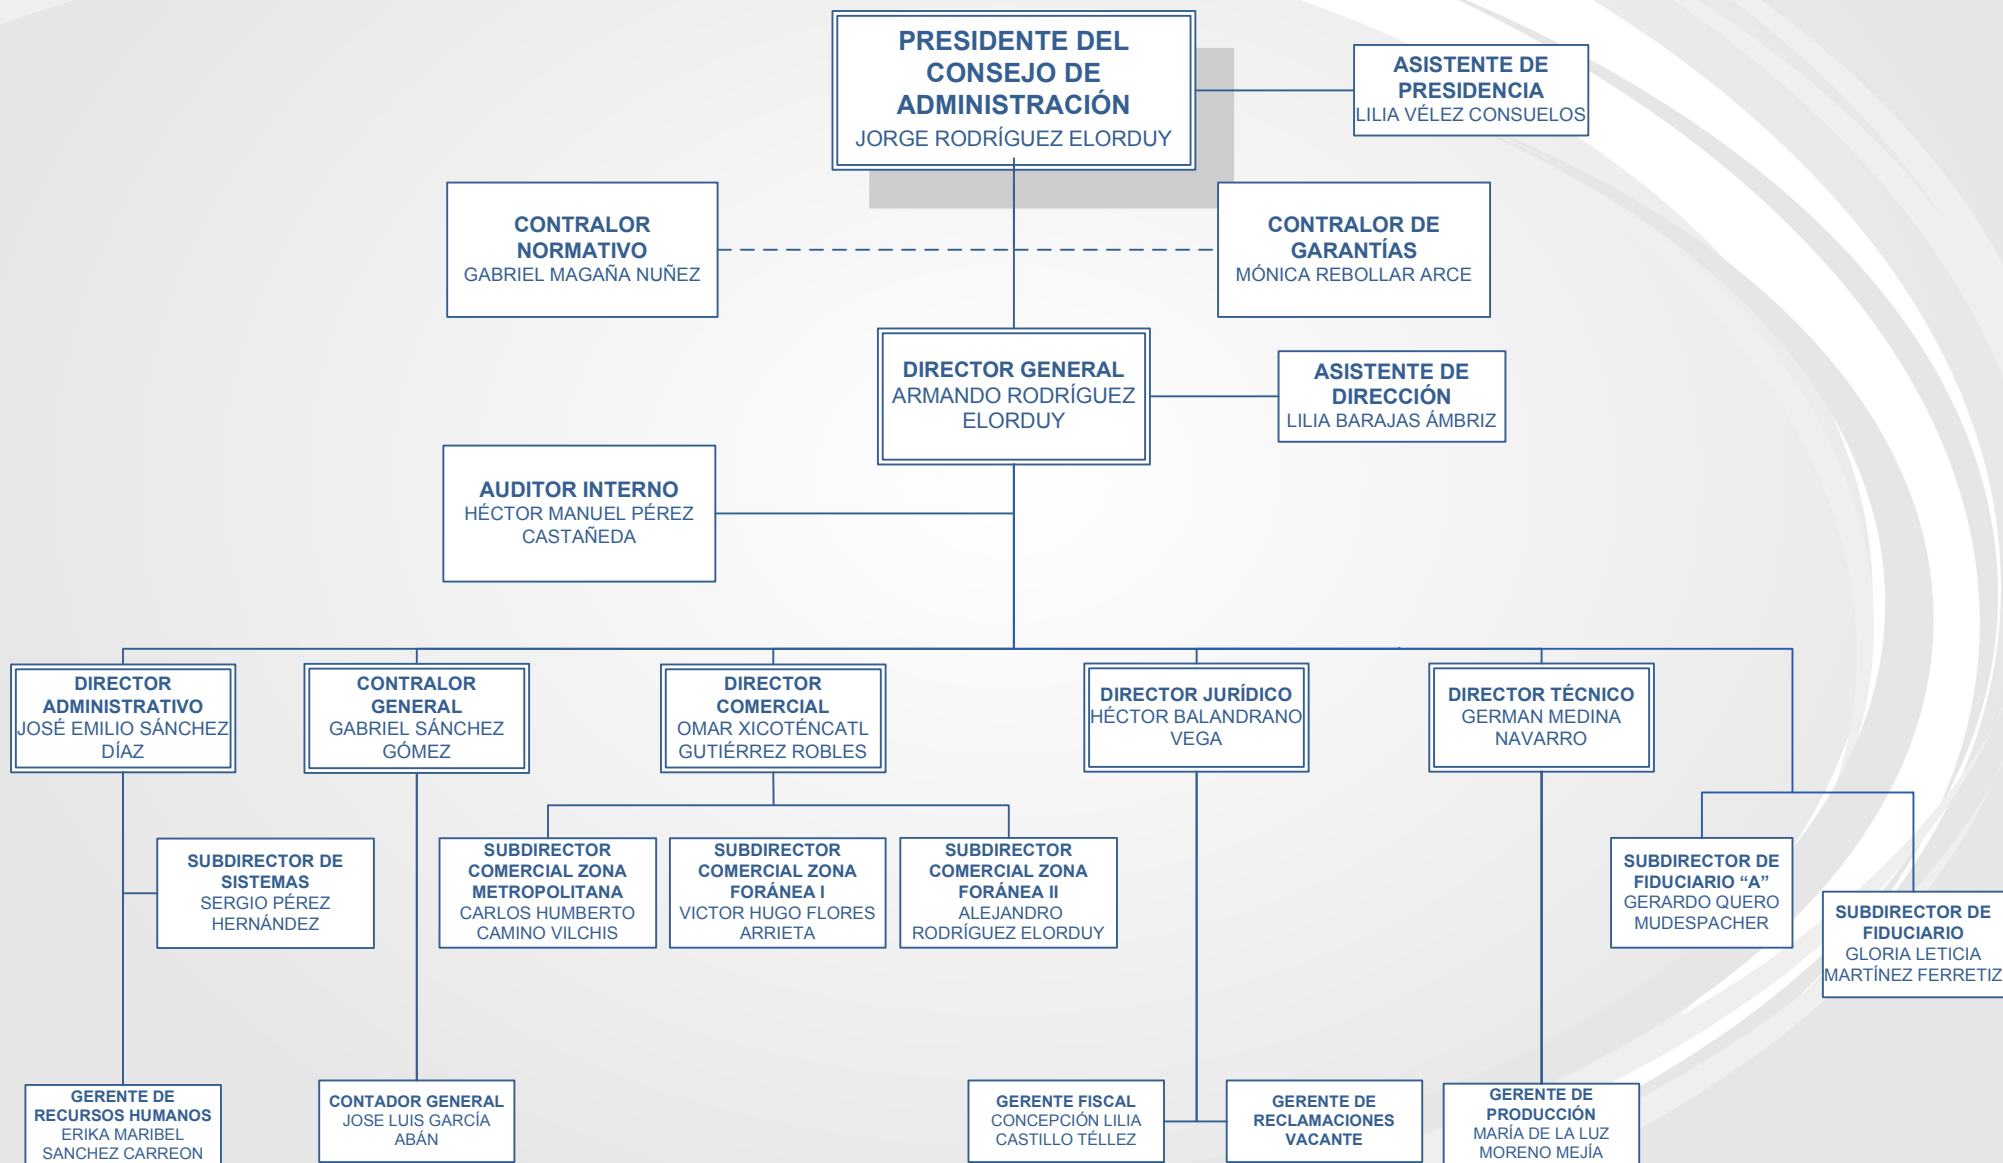 PRESIDENTE DEL
CONSEJO DE
ADMINISTRACIÓN
JORGE RODRÍGUEZ ELORDUY
ASISTENTE DE
PRESIDENCIA
LILIA VÉLEZ CONSUELOS
CONTRALOR
NORMATIVO
GABRIEL MAGAÑA NUÑEZ
CONTRALOR DE
GARANTÍAS
MÓNICA REBOLLAR ARCE
DIRECTOR GENERAL
ARMANDO RODRÍGUEZ
ELORDUY
ASISTENTE DE
DIRECCIÓN
LILIA BARAJAS ÁMBRIZ
AUDITOR INTERNO
HÉCTOR MANUEL PÉREZ
CASTAÑEDA
DIRECTOR
ADMINISTRATIVO
JOSÉ EMILIO SÁNCHEZ
DÍAZ
CONTRALOR
GENERAL
GABRIEL SÁNCHEZ
GÓMEZ
DIRECTOR
COMERCIAL
OMAR XICOTÉNCATL
GUTIÉRREZ ROBLES
DIRECTOR JURÍDICO
HÉCTOR BALANDRANO
VEGA
DIRECTOR TÉCNICO
GERMAN MEDINA
NAVARRO
SUBDIRECTOR DE
SISTEMAS
SERGIO PÉREZ
HERNÁNDEZ
SUBDIRECTOR
COMERCIAL ZONA
METROPOLITANA
CARLOS HUMBERTO
CAMINO VILCHIS
SUBDIRECTOR
COMERCIAL ZONA
FORÁNEA I
VICTOR HUGO FLORES
ARRIETA
SUBDIRECTOR
COMERCIAL ZONA
FORÁNEA II
ALEJANDRO
RODRÍGUEZ ELORDUY
SUBDIRECTOR DE
FIDUCIARIO “A”
GERARDO QUERO
MUDESPACHER
SUBDIRECTOR DE
FIDUCIARIO
GLORIA LETICIA
MARTÍNEZ FERRETIZ
GERENTE DE
RECURSOS HUMANOS
ERIKA MARIBEL
SANCHEZ CARREON
CONTADOR GENERAL
JOSE LUIS GARCÍA
ABÁN
GERENTE FISCAL
CONCEPCIÓN LILIA
CASTILLO TÉLLEZ
GERENTE DE
RECLAMACIONES
VACANTE
GERENTE DE
PRODUCCIÓN
MARÍA DE LA LUZ
MORENO MEJÍA